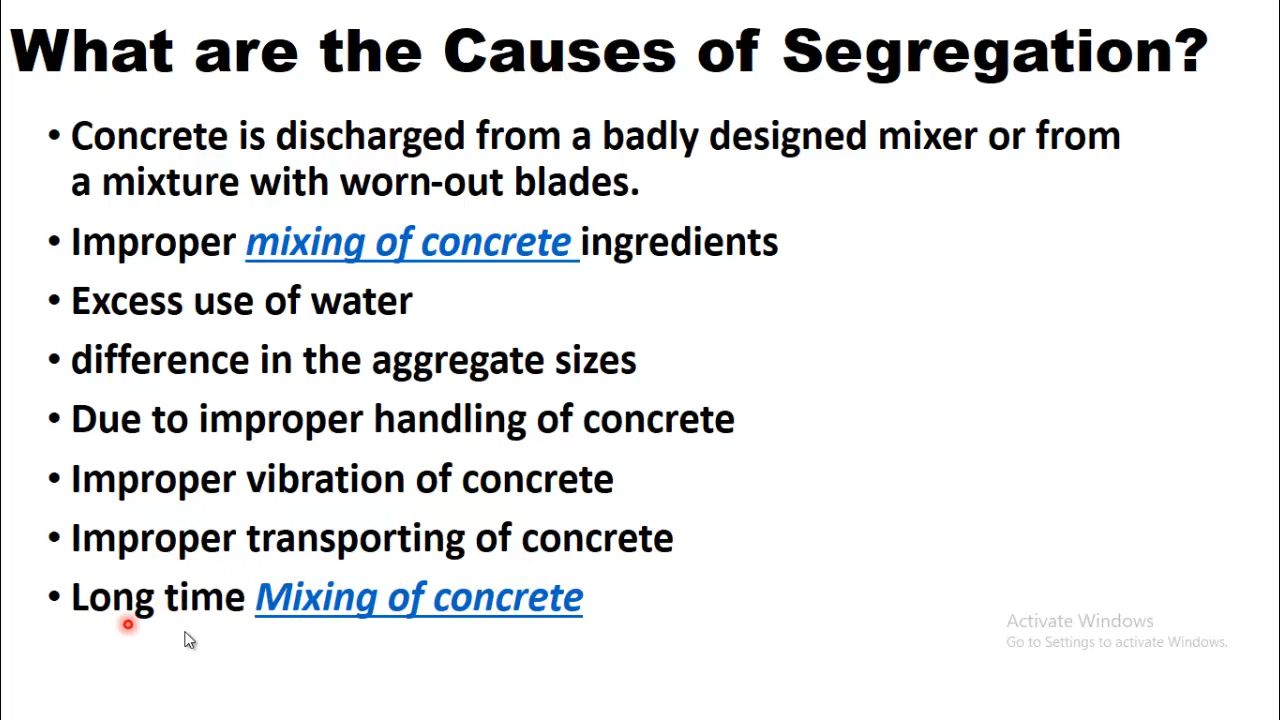 What are the Causes of Segregation?
• Concrete is discharged from a badly designed mixer or from
a mixture with worn-out blades.
• Improper mixing of concrete ingredients
• Excess use of water
• difference in the aggregate sizes
• Due to improper handling of concrete
• Improper vibration of concrete
• Improper transporting of concrete
• Long time Mixing of concrete
Activate Windows
Go to Settings to activate Windows.